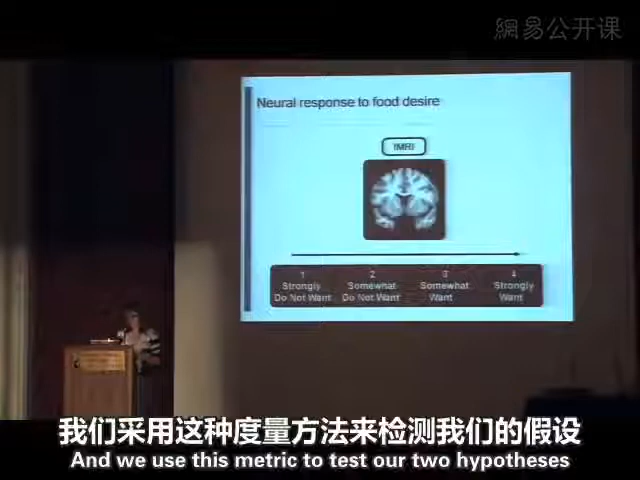 網易公开课
Neural response to food desire
fMRI
1 2 3 4
Strongly Somewhat Somewhat Strongly
Do Not Want Do Not Want Want Want
我们采用这种度量方法来检测我们的假设
And we use this metric to test our two hypotheses